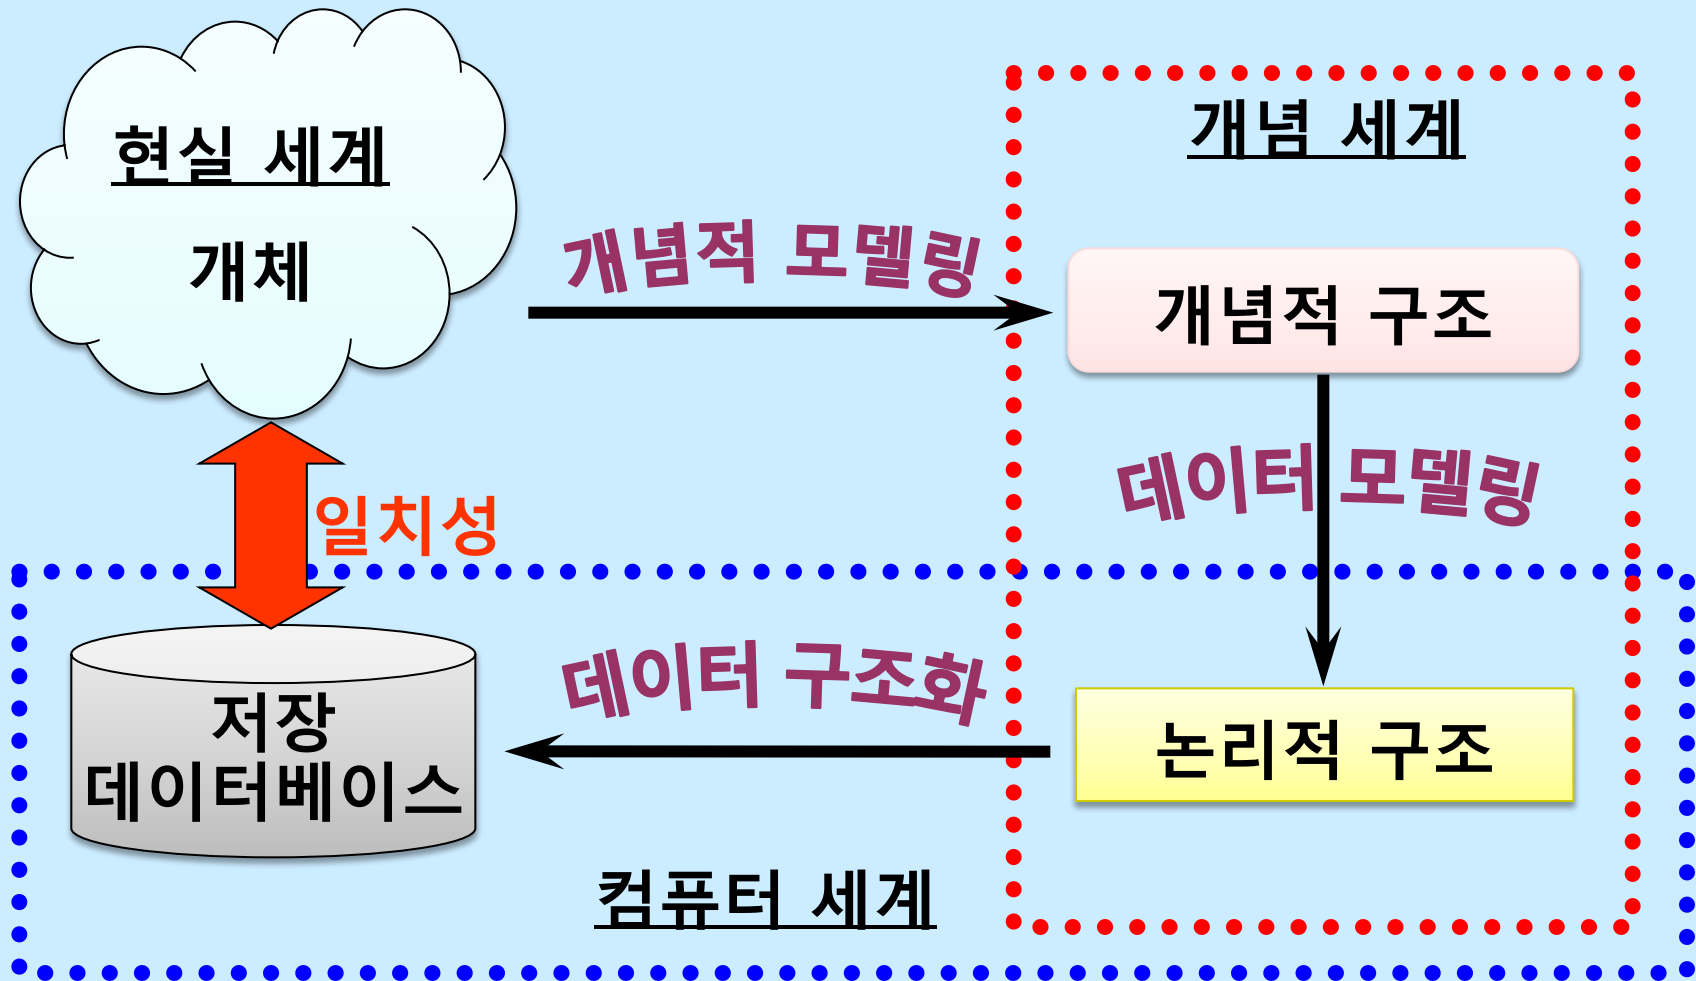 현실 세계
개체
개념적 모델링
개념 세계
개념적 구조
데이터 모델링
일치성
저장
데이터베이스
데이터 구조화
논리적 구조
컴퓨터 세계